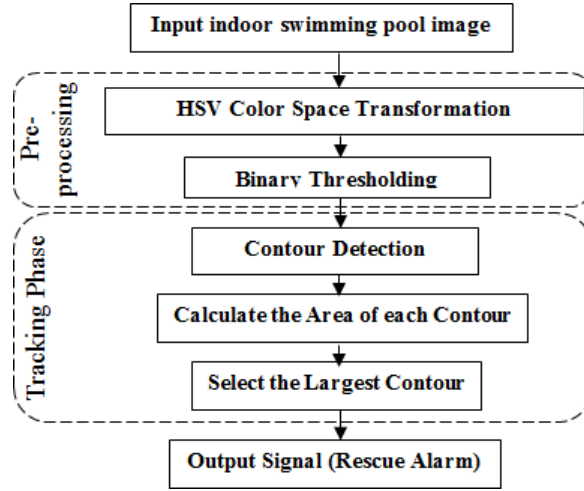 Input indoor swimming pool image
Pre-
processing
HSV Color Space Transformation
Binary Thresholding
Tracking Phase
Contour Detection
Calculate the Area of each Contour
Select the Largest Contour
Output Signal (Rescue Alarm)